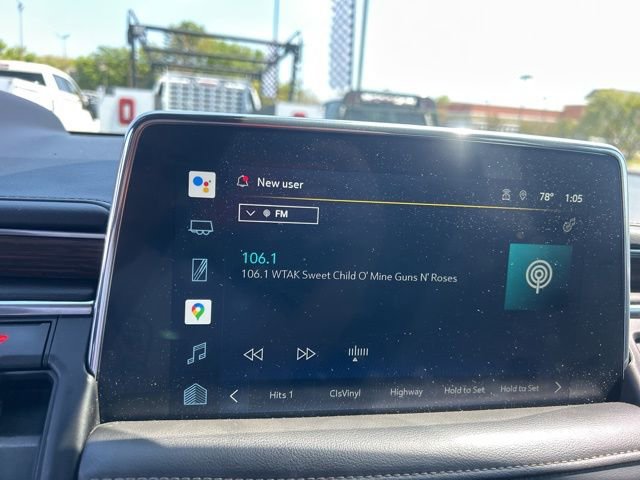 New user
78° 1:05
FM
106.1
106.1 WTAK Sweet Child O' Mine Guns N' Roses
Hits 1 ClsVinyl Highway Hold to Set Hold to Set